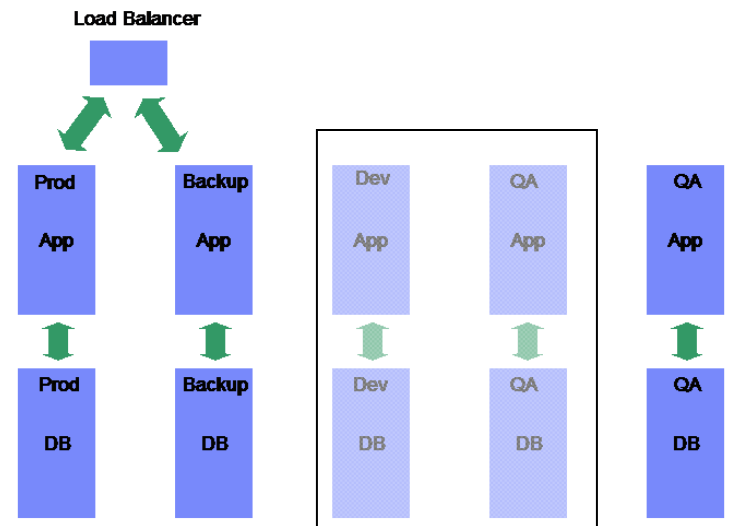 Load Balancer
Prod
App
Backup
App
Dev
App
QA
App
QA
App
Prod
DB
Backup
DB
Dev
DB
QA
DB
QA
DB